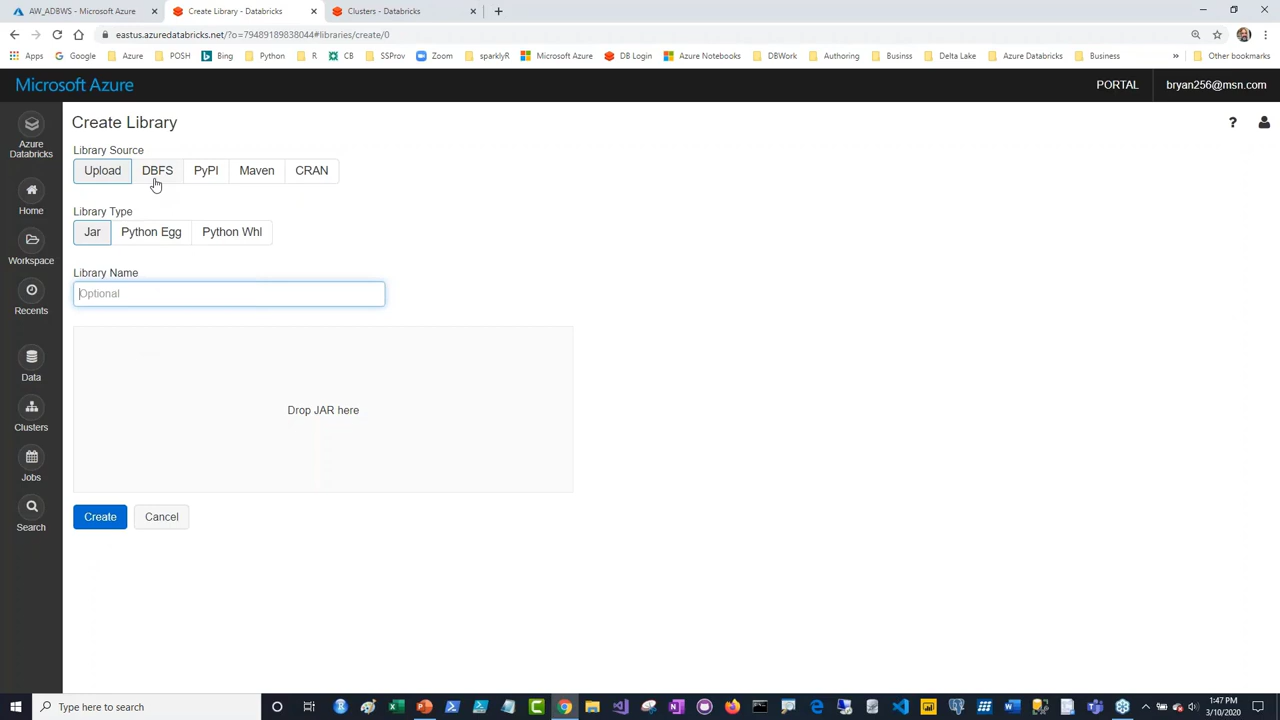 AW_ADBWS - Microsoft Azure
Create Library - Databricks
Clusters - Databricks
eastus.azuredatabricks.net/?o=79489189838044#libraries/create/0
Apps Google Azure POSH Bing Python R CB SSProv Zoom sparklyR Microsoft Azure DB Login Azure Notebooks DBWork Authoring Businss Delta Lake Azure Databricks Business » Other bookmarks
Microsoft Azure
PORTAL
bryan256@msn.com
Azure
Databricks
Home
Workspace
Recents
Data
Clusters
Jobs
Search
Create Library
?
Library Source
Upload DBFS PyPI Maven CRAN
Library Type
Jar Python Egg Python Whl
Library Name
Optional
Drop JAR here
Create Cancel
Type here to search
1:47 PM
3/10/2020